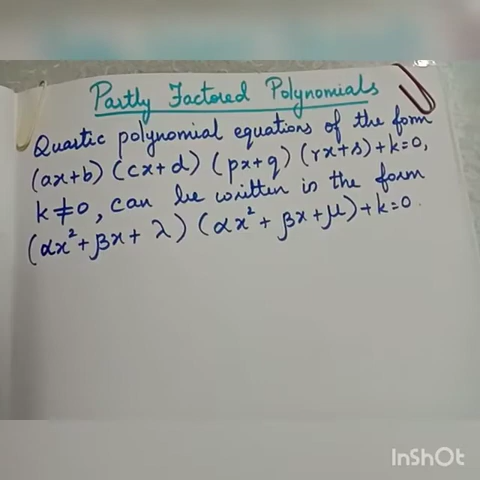 Partly Factored Polynomials
Quartic polynomial equations of the form
(ax+b) (cx+d) (px+q) (rx+s)+k=0,
k≠0, can be written in the form
(αx²+βx+λ) (αx²+βx+μ)+k=0.
InShOt